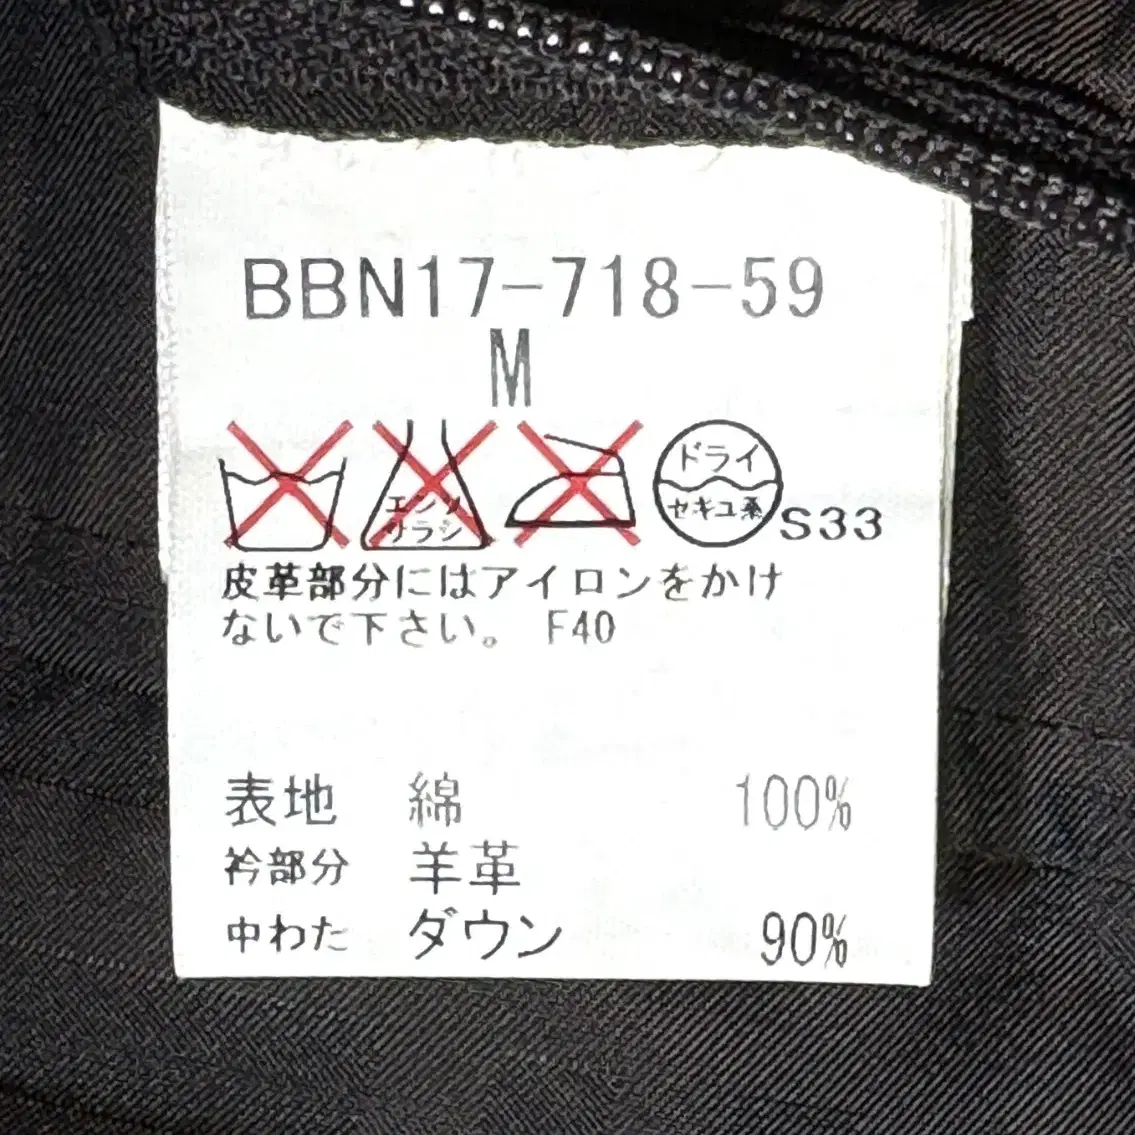 BBN17-718-59
M
エンソ
サラシ
ドライ
セキユ系
S33
皮革部分にはアイロンをかけ
ないで下さい。 F40
表地 綿 100%
衿部分 羊革
中わた ダウン 90%